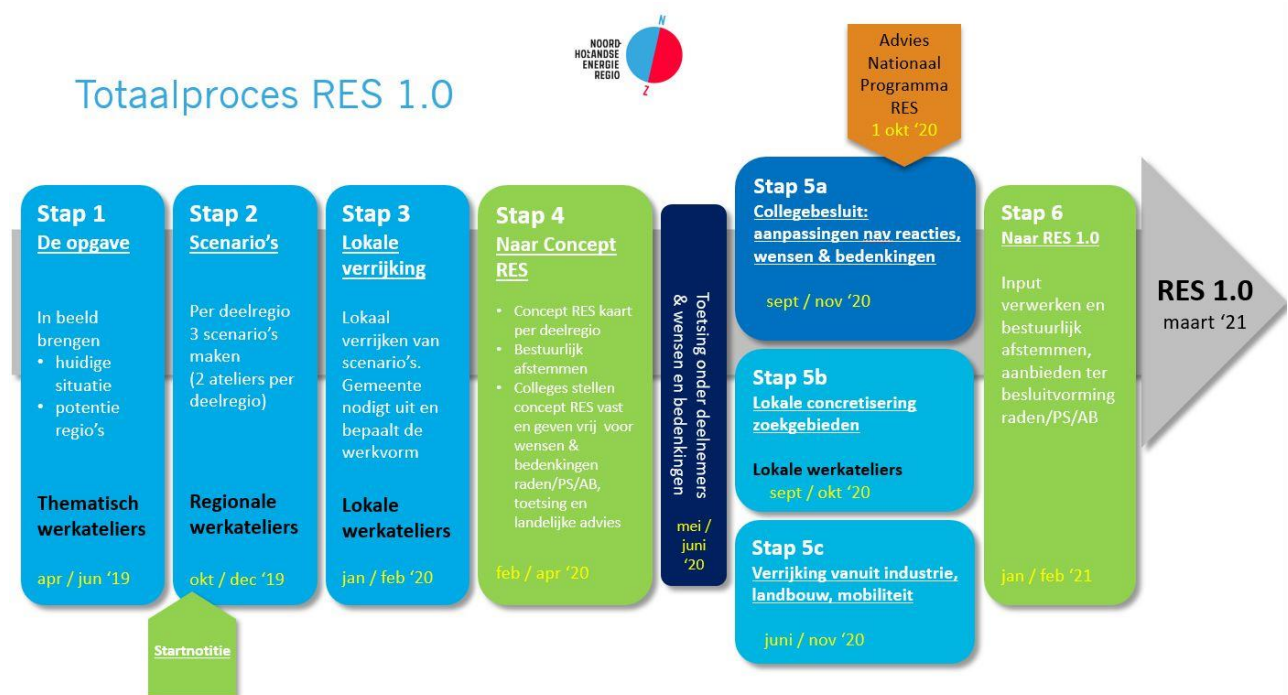 Totaalproces RES 1.0
NOORD-
HOLANDSE
ENERGIE
REGIO
N
Z
Advies
Nationaal
Programma
RES
1 okt ‘20
Stap 1
De opgave
In beeld
brengen
• huidige
situatie
• potentie
regio’s
Thematisch
werkateliers
apr / jun ‘19
Stap 2
Scenario’s
Per deelregio
3 scenario’s
maken
(2 ateliers per
deelregio)
Regionale
werkateliers
okt / dec ‘19
Startnotitie
Stap 3
Lokale
verrijking
Lokaal
verrijken van
scenario’s.
Gemeente
nodigt uit en
bepaalt de
werkvorm
Lokale
werkateliers
jan / feb ‘20
Stap 4
Naar Concept
RES
• Concept RES kaart
per deelregio
• Bestuurlijk
afstemmen
• Colleges stellen
concept RES vast
en geven vrij voor
wensen &
bedenkingen
raden/PS/AB,
toetsing en
landelijke advies
feb / apr ‘20
Toetsing onder deelnemers
& wensen en bedenkingen
mei /
juni
‘20
Stap 5a
Collegebesluit:
aanpassingen nav reacties,
wensen & bedenkingen
sept / nov ‘20
Stap 5b
Lokale concretisering
zoekgebieden
Lokale werkateliers
sept / okt ‘20
Stap 5c
Verrijking vanuit industrie,
landbouw, mobiliteit
juni / nov ‘20
Stap 6
Naar RES 1.0
Input
verwerken en
bestuurlijk
afstemmen,
aanbieden ter
besluitvorming
raden/PS/AB
jan / feb ‘21
RES 1.0
maart ‘21